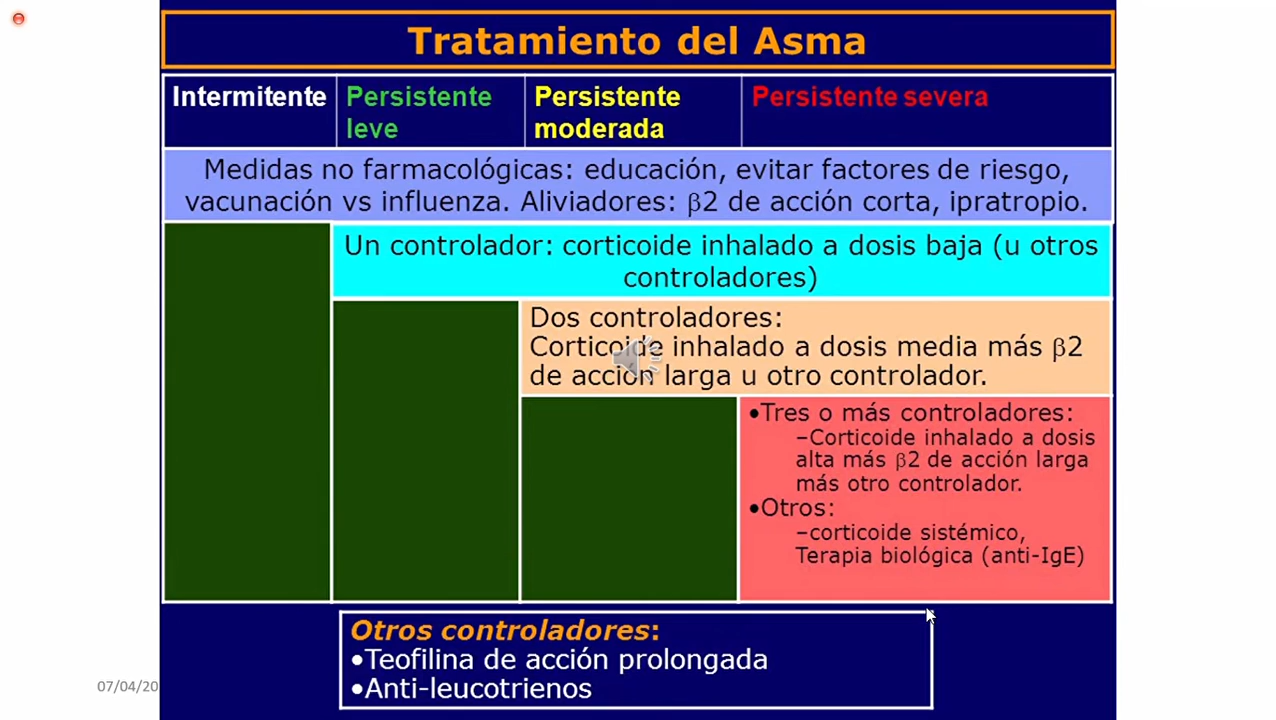 Tratamiento del Asma
Intermitente
Persistente
leve
Persistente
moderada
Persistente severa
Medidas no farmacológicas: educación, evitar factores de riesgo,
vacunación vs influenza. Aliviadores: β2 de acción corta, ipratropio.
Un controlador: corticoide inhalado a dosis baja (u otros
controladores)
Dos controladores:
Corticoide inhalado a dosis media más β2
de acción larga u otro controlador.
•Tres o más controladores:
–Corticoide inhalado a dosis
alta más β2 de acción larga
más otro controlador.
•Otros:
–corticoide sistémico,
Terapia biológica (anti-IgE)
Otros controladores:
•Teofilina de acción prolongada
•Anti-leucotrienos
07/04/20